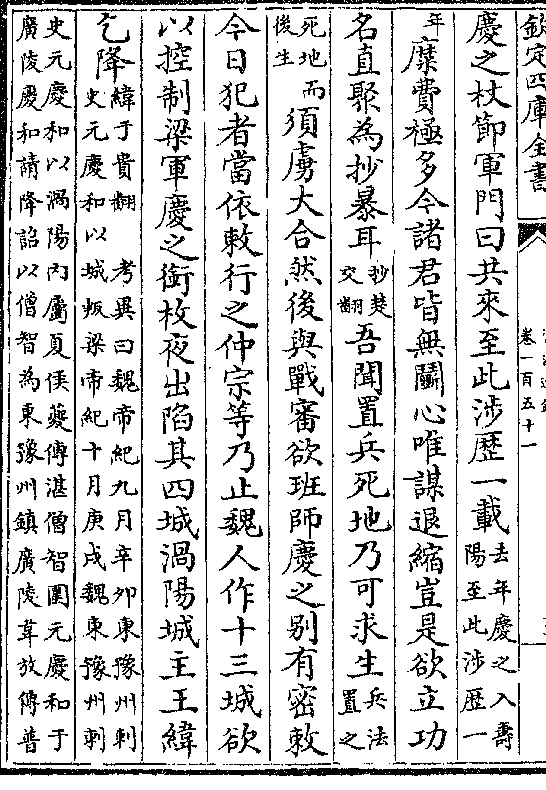 欽定四庫全書
卷一百五十一
慶之杖節軍門曰共來至此涉歷一載去年慶之入壽陽至此涉歷一
年糜費極多今諸君皆無鬬心唯謀退縮豈是欲立功
名直聚為抄暴耳抄楚交翻吾聞置兵死地乃可求生兵法置之
死地而後生須虜大合然後與戰審欲班師慶之别有密敕
今日犯者當依敕行之仲宗等乃止魏人作十三城欲
以控制梁軍慶之銜枚夜出陷其四城渦陽城主王緯
乞降緯于貴翻 考異曰魏帝紀九月辛卯東豫州刺史元慶和以城叛梁帝紀十月庚戌魏東豫州刺
史元慶和以渦陽内屬夏侯夔傳湛僧智圍元慶和于廣陵慶和請降詔以僧智為東豫州鎮廣陵韋放傳普